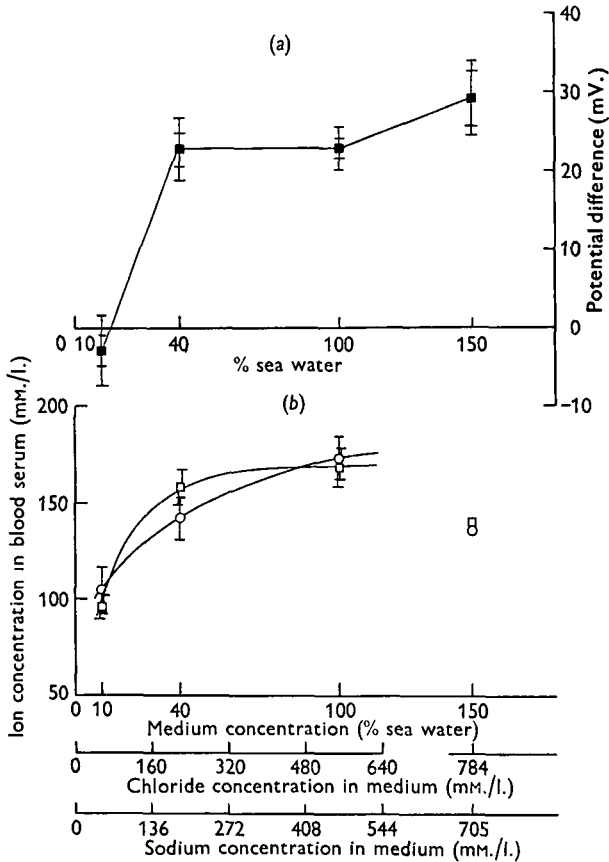 (a)
40
30
20
10
0
-10
Potential difference (mV.)
0 10 40 100 150
% sea water
(b)
200
150
100
50
Ion concentration in blood serum (mM./l.)
0 10 40 100 150
Medium concentration (% sea water)
0 160 320 480 640 784
Chloride concentration in medium (mM./l.)
0 136 272 408 544 705
Sodium concentration in medium (mM./l.)